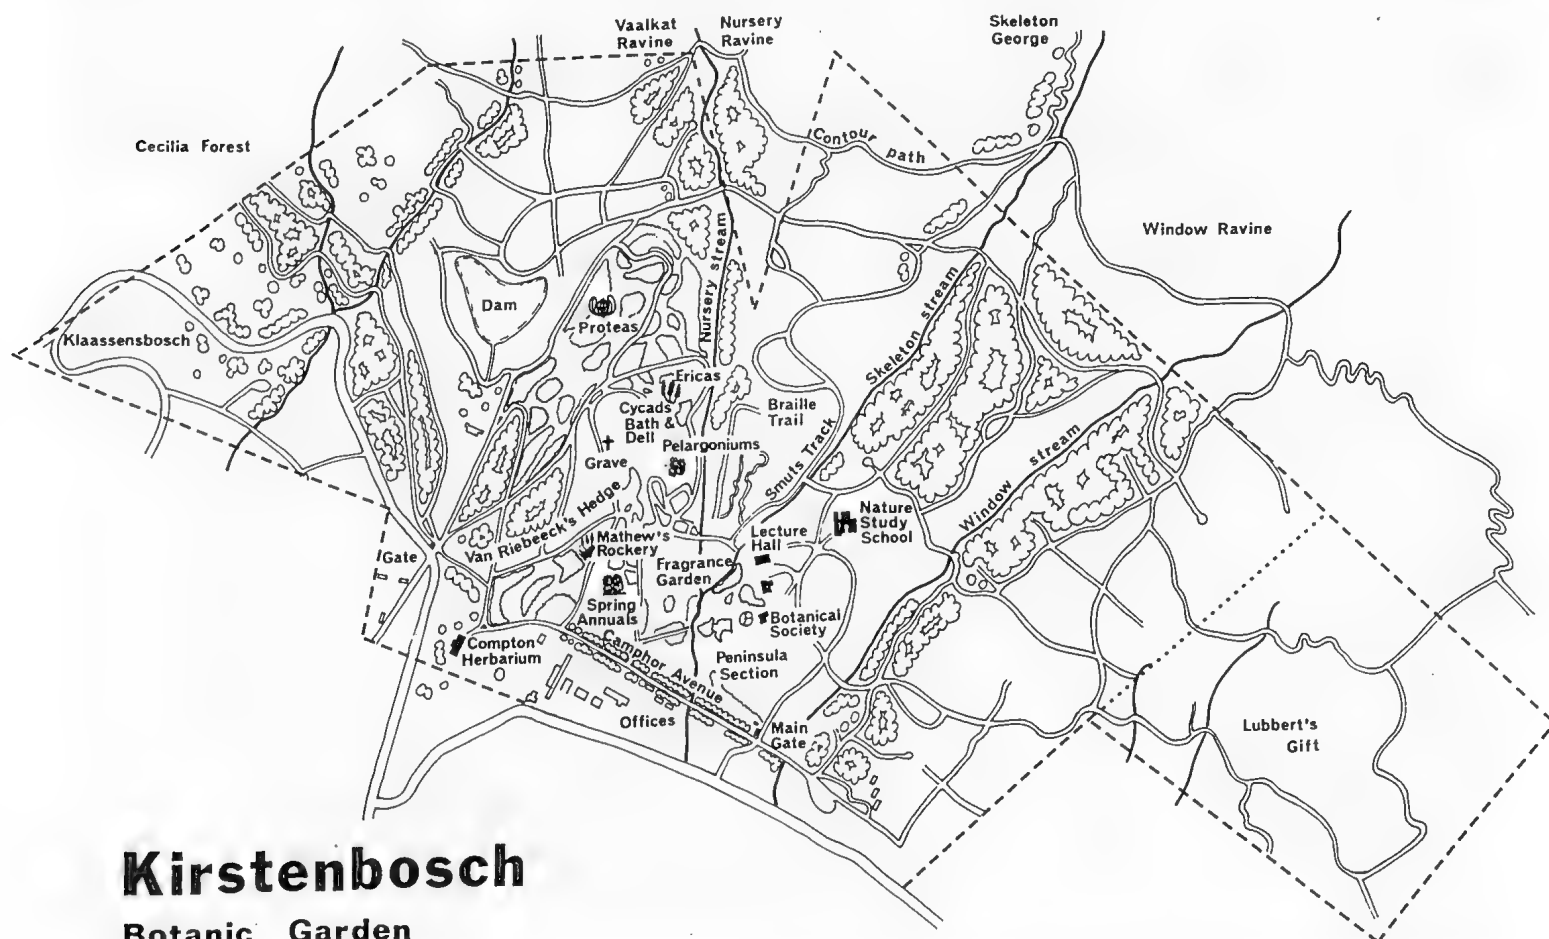 Vaalkat
Ravine
Nursery
Ravine
Skeleton
George
Cecilia Forest
Contour path
Window Ravine
Klaassensbosch
Dam
Proteas
Nursery stream
Skeleton stream
Ericas
Cycads
Bath &
Dell
Braille
Trail
Grave
Pelargoniums
Smuts Track
Window stream
Van Riebeeck's Hedge
Nature
Study
School
Gate
Mathew's
Rockery
Lecture
Hall
Fragrance
Garden
Spring
Annuals
Botanical
Society
Compton
Herbarium
Camphor Avenue
Peninsula
Section
Offices
Main
Gate
Lubbert's
Gift
Kirstenbosch
Botanic Garden